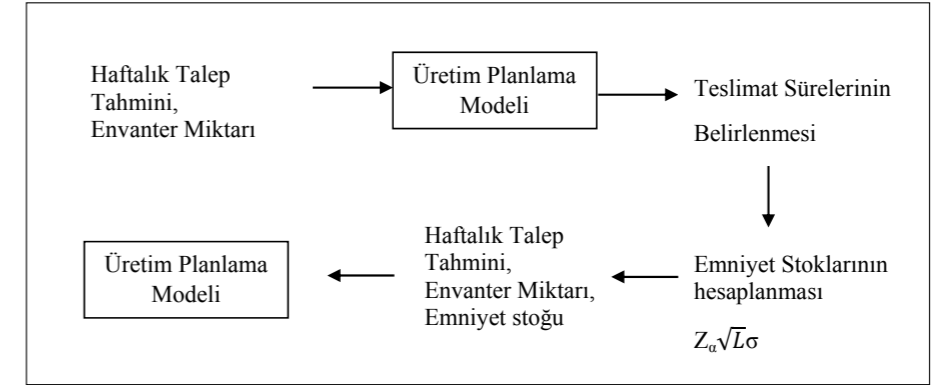 Haftalık Talep
Tahmini,
Envanter Miktarı
Üretim Planlama
Modeli
Teslimat Sürelerinin
Belirlenmesi
Emniyet Stoklarının
hesaplanması
Zα√Lσ
Haftalık Talep
Tahmini,
Envanter Miktarı,
Emniyet stoğu
Üretim Planlama
Modeli